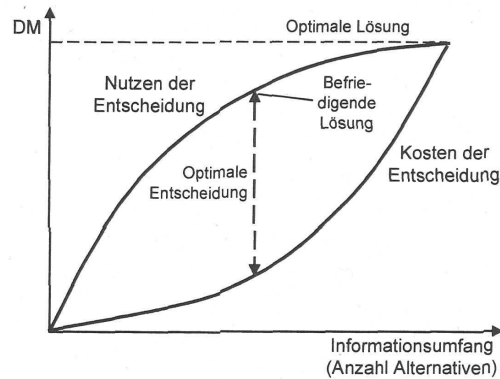 DM
Optimale Lösung
Nutzen der
Entscheidung
Befrie-
digende
Lösung
Optimale
Entscheidung
Kosten der
Entscheidung
Informationsumfang
(Anzahl Alternativen)